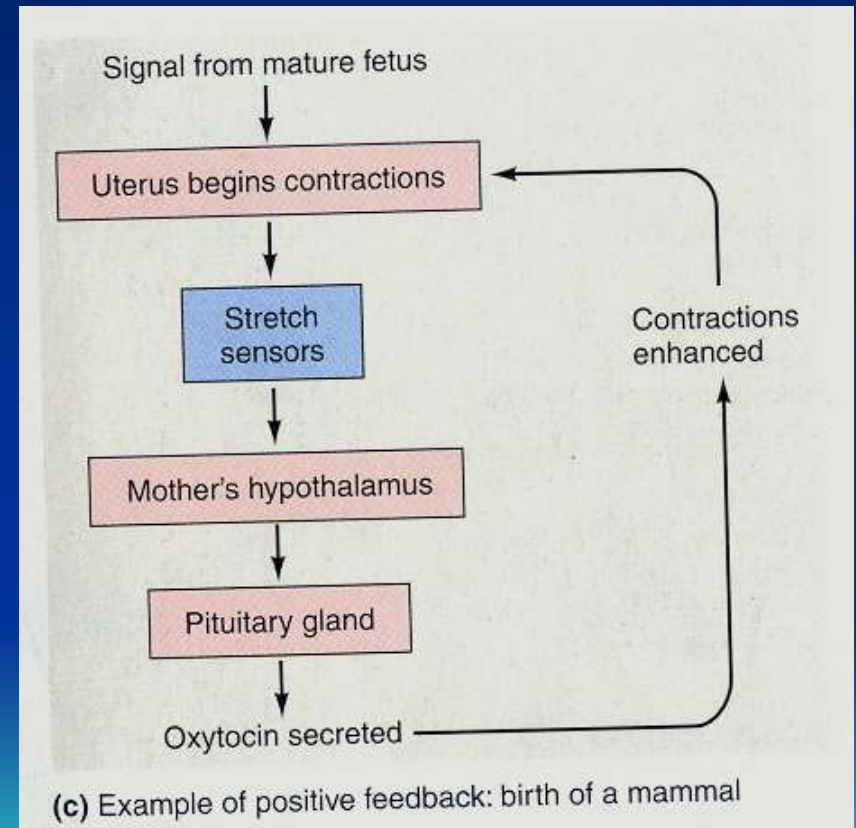 Signal from mature fetus
Uterus begins contractions
Stretch
sensors
Contractions
enhanced
Mother's hypothalamus
Pituitary gland
Oxytocin secreted
(c) Example of positive feedback: birth of a mammal